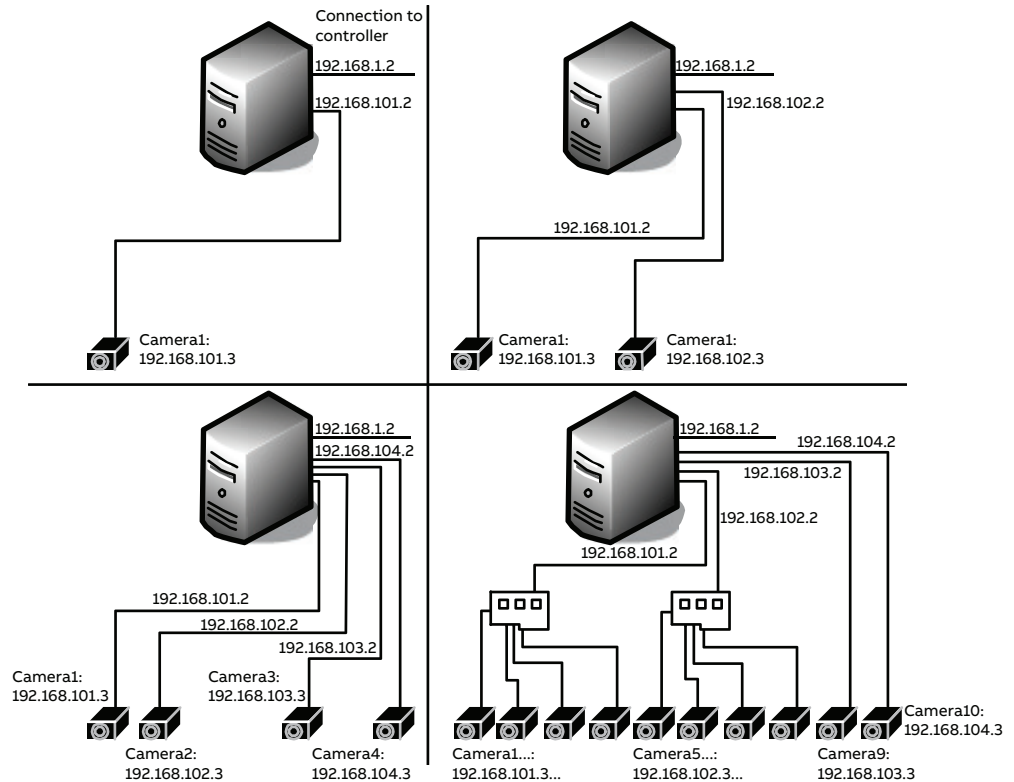 Connection to
controller
192.168.1.2
192.168.101.2
Camera1:
192.168.101.3
192.168.1.2
192.168.102.2
192.168.101.2
Camera1:
192.168.101.3
Camera1:
192.168.102.3
192.168.1.2
192.168.104.2
192.168.101.2
192.168.102.2
192.168.103.2
Camera1:
192.168.101.3
Camera3:
192.168.103.3
Camera2:
192.168.102.3
Camera4:
192.168.104.3
192.168.1.2
192.168.104.2
192.168.103.2
192.168.102.2
192.168.101.2
Camera10:
192.168.104.3
Camera1...:
192.168.101.3...
Camera5...:
192.168.102.3...
Camera9:
192.168.103.3